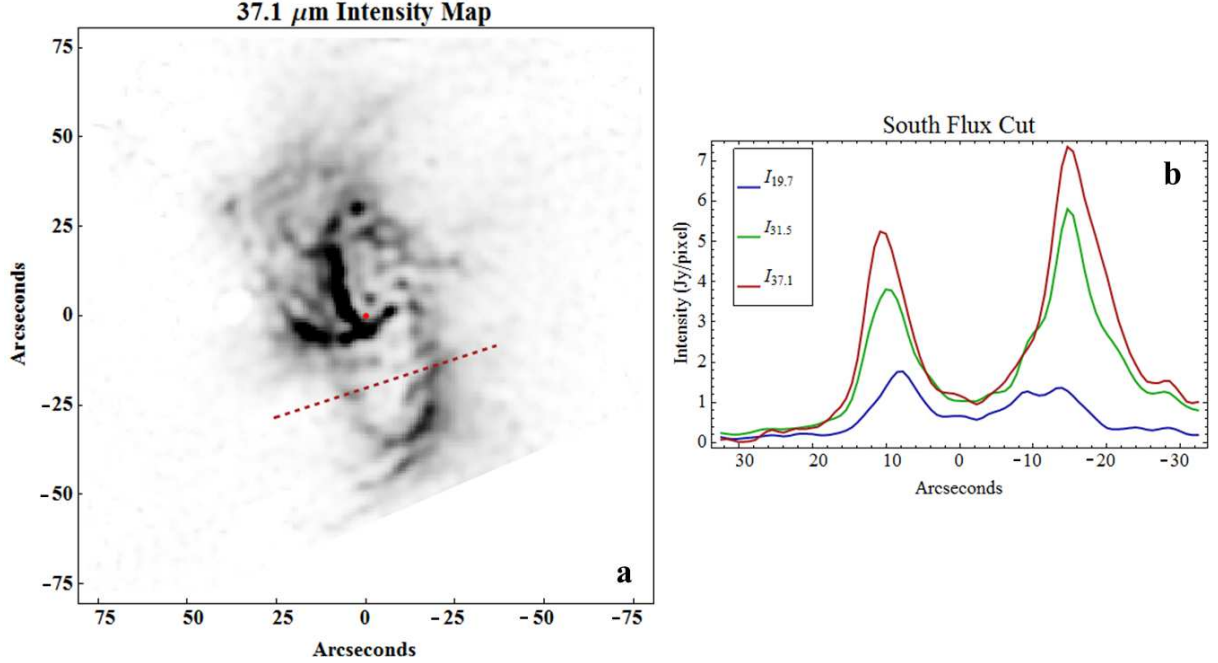 37.1 μm Intensity Map
75
50
25
0
-25
-50
-75
Arcseconds
75 50 25 0 -25 -50 -75
Arcseconds
a
South Flux Cut
7
6
5
4
3
2
1
0
Intensity (Jy/pixel)
I19.7
I31.5
I37.1
b
30 20 10 0 -10 -20 -30
Arcseconds